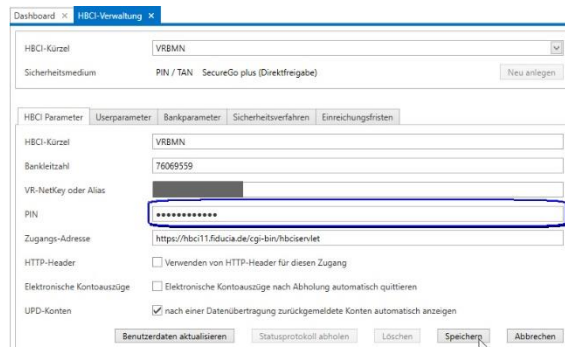 Dashboard × HBCI-Verwaltung ×
HBCI-Kürzel VRBMN
Sicherheitsmedium PIN / TAN SecureGo plus (Direktfreigabe) Neu anlegen
HBCI Parameter Userparameter Bankparameter Sicherheitsverfahren Einreichungsfristen
HBCI-Kürzel VRBMN
Bankleitzahl 76069559
VR-NetKey oder Alias
PIN ••••••••••••
Zugangs-Adresse https://hbci11.fiducia.de/cgi-bin/hbciservlet
HTTP-Header Verwenden von HTTP-Header für diesen Zugang
Elektronische Kontoauszüge Elektronische Kontoauszüge nach Abholung automatisch quittieren
UPD-Konten nach einer Datenübertragung zurückgemeldete Konten automatisch anzeigen
Benutzerdaten aktualisieren Statusprotokoll abholen Löschen Speichern Abbrechen